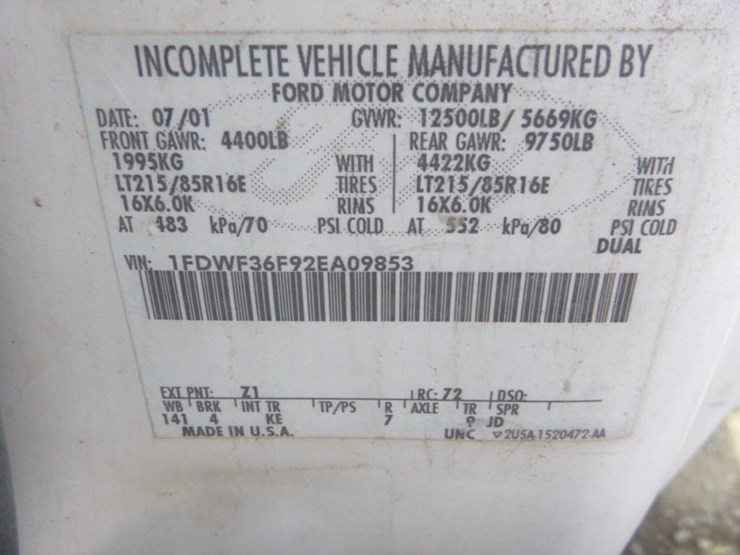 INCOMPLETE VEHICLE MANUFACTURED BY
FORD MOTOR COMPANY
DATE: 07/01 GVWR: 12500LB/ 5669KG
FRONT GAWR: 4400LB REAR GAWR: 9750LB
1995KG WITH 4422KG WITH
LT215/85R16E TIRES LT215/85R16E TIRES
16X6.0K RIMS 16X6.0K RIMS
AT 483 kPa/70 PSI COLD AT 552 kPa/80 PSI COLD
DUAL
VIN: 1FDWF36F92EA09853
EXT PNT: Z1 RC: 72 DSO:
WB BRK INT TR TP/PS R AXLE TR SPR
141 4 KE 7 9 JD
MADE IN U.S.A. UNC ▽2U5A-1520472-AA